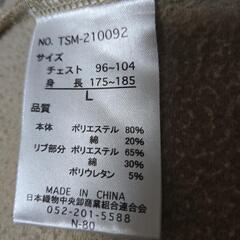 NO. TSM-210092
サイズ
チェスト 96~104
身 長 175~185
L
品質
本体 ポリエステル 80%
綿 20%
リブ部分 ポリエステル 65%
綿 30%
ポリウレタン 5%
MADE IN CHINA
日本織物中央卸商業組合連合会
052-201-5588
N-80